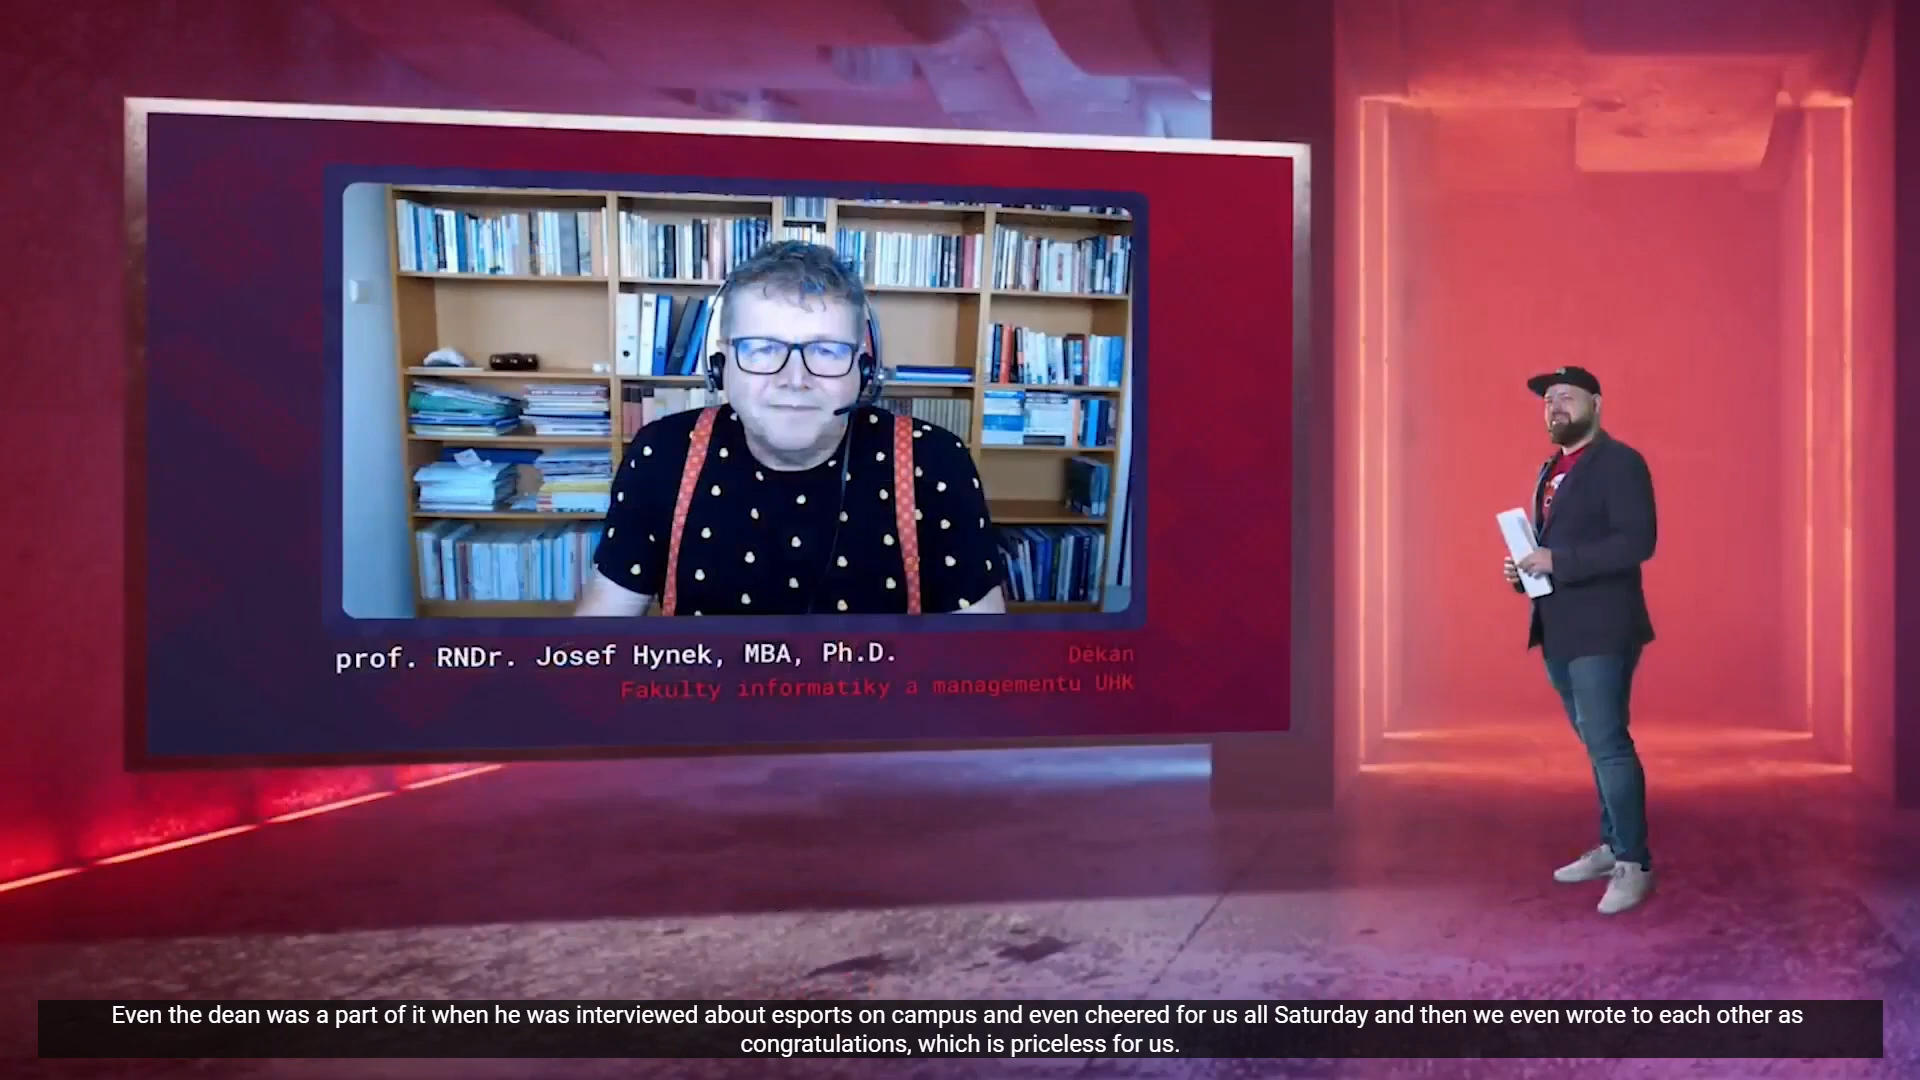 prof. RNDr. Josef Hynek, MBA, Ph.D.
Děkan
Fakulty informatiky a managementu UHK
Even the dean was a part of it when he was interviewed about esports on campus and even cheered for us all Saturday and then we even wrote to each other as
congratulations, which is priceless for us.